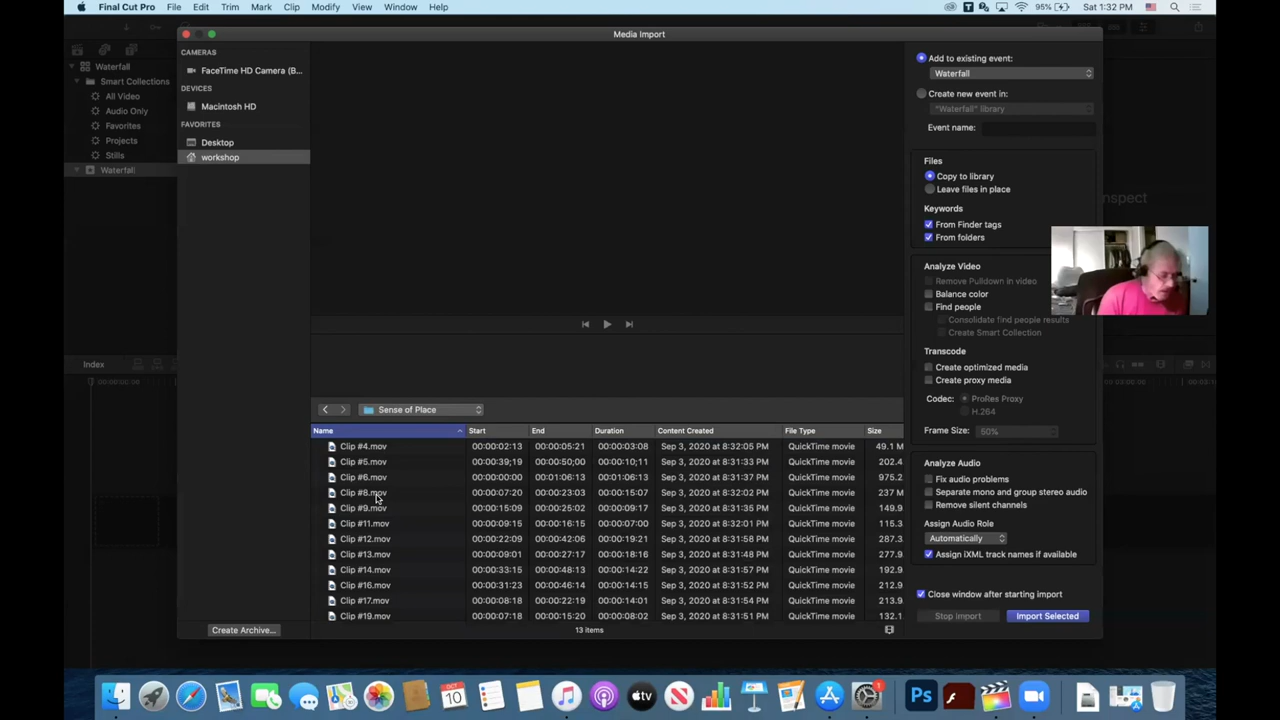 Final Cut Pro File Edit Trim Mark Clip Modify View Window Help 95% Sat 1:32 PM
Media Import
CAMERAS
FaceTime HD Camera (B...
DEVICES
Macintosh HD
FAVORITES
Desktop
workshop
Waterfall
Smart Collections
All Video
Audio Only
Favorites
Projects
Stills
Waterfall
Add to existing event:
Waterfall
Create new event in:
"Waterfall" library
Event name:
Files
Copy to library
Leave files in place
Keywords
From Finder tags
From folders
Analyze Video
Remove Pulldown in video
Balance color
Find people
Consolidate find people results
Create Smart Collection
Transcode
Create optimized media
Create proxy media
Codec: ProRes Proxy
H.264
Frame Size: 50%
Analyze Audio
Fix audio problems
Separate mono and group stereo audio
Remove silent channels
Assign Audio Role
Automatically
Assign iXML track names if available
Close window after starting import
Stop Import Import Selected
nspect
Index
00:00:00:00
Sense of Place
Name Start End Duration Content Created File Type Size
Clip #4.mov 00:00:02:13 00:00:05:21 00:00:03:08 Sep 3, 2020 at 8:32:05 PM QuickTime movie 49.1 M
Clip #5.mov 00:00:39;19 00:00:50;00 00:00:10;11 Sep 3, 2020 at 8:31:33 PM QuickTime movie 202.4
Clip #6.mov 00:00:00:00 00:01:06:13 00:01:06:13 Sep 3, 2020 at 8:31:37 PM QuickTime movie 975.2
Clip #8.mov 00:00:07:20 00:00:23:03 00:00:15:07 Sep 3, 2020 at 8:32:02 PM QuickTime movie 237 M
Clip #9.mov 00:00:15:09 00:00:25:02 00:00:09:17 Sep 3, 2020 at 8:31:35 PM QuickTime movie 149.9
Clip #11.mov 00:00:09:15 00:00:16:15 00:00:07:00 Sep 3, 2020 at 8:32:01 PM QuickTime movie 115.3
Clip #12.mov 00:00:22:09 00:00:42:06 00:00:19:21 Sep 3, 2020 at 8:31:58 PM QuickTime movie 287.3
Clip #13.mov 00:00:09:01 00:00:27:17 00:00:18:16 Sep 3, 2020 at 8:31:48 PM QuickTime movie 277.9
Clip #14.mov 00:00:33:15 00:00:48:13 00:00:14:22 Sep 3, 2020 at 8:31:57 PM QuickTime movie 192.9
Clip #16.mov 00:00:31:23 00:00:46:14 00:00:14:15 Sep 3, 2020 at 8:31:56 PM QuickTime movie 212.9
Clip #17.mov 00:00:08:18 00:00:22:19 00:00:14:01 Sep 3, 2020 at 8:31:54 PM QuickTime movie 213.9
Clip #19.mov 00:00:07:18 00:00:15:20 00:00:08:02 Sep 3, 2020 at 8:31:51 PM QuickTime movie 132.1
Create Archive...
13 items
OCT
10
tv
1
Ps